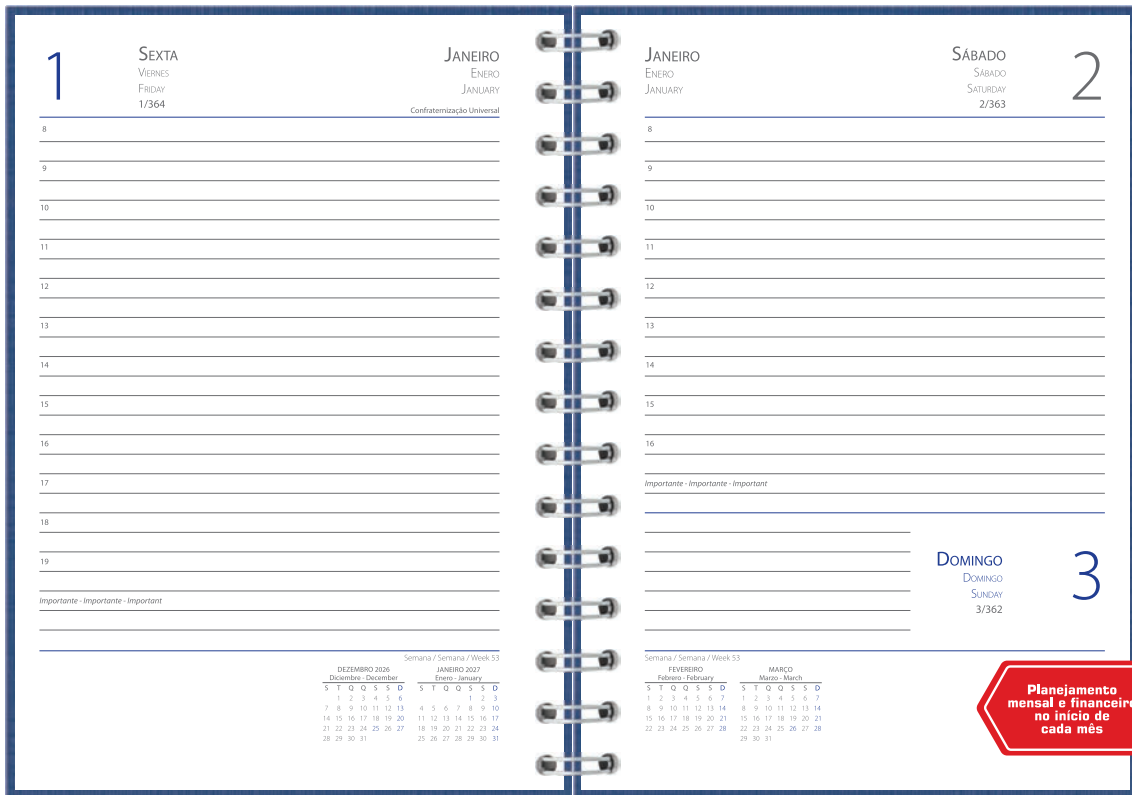 1
SEXTA
VIERNES
FRIDAY
1/364
JANEIRO
ENERO
JANUARY
Confraternização Universal
8
9
10
11
12
13
14
15
16
17
18
19
Importante - Importante - Important
Semana / Semana / Week 53
DEZEMBRO 2026
Diciembre - December
S T Q Q S S D
1 2 3 4 5 6
7 8 9 10 11 12 13
14 15 16 17 18 19 20
21 22 23 24 25 26 27
28 29 30 31
JANEIRO 2027
Enero - January
S T Q Q S S D
1 2 3
4 5 6 7 8 9 10
11 12 13 14 15 16 17
18 19 20 21 22 23 24
25 26 27 28 29 30 31
JANEIRO
ENERO
JANUARY
SÁBADO
SÁBADO
SATURDAY
2/363
2
8
9
10
11
12
13
14
15
16
Importante - Importante - Important
DOMINGO
DOMINGO
SUNDAY
3/362
3
Semana / Semana / Week 53
FEVEREIRO
Febrero - February
S T Q Q S S D
1 2 3 4 5 6 7
8 9 10 11 12 13 14
15 16 17 18 19 20 21
22 23 24 25 26 27 28
MARÇO
Marzo - March
S T Q Q S S D
1 2 3 4 5 6 7
8 9 10 11 12 13 14
15 16 17 18 19 20 21
22 23 24 25 26 27 28
29 30 31
Planejamento
mensal e financeiro
no início de
cada mês